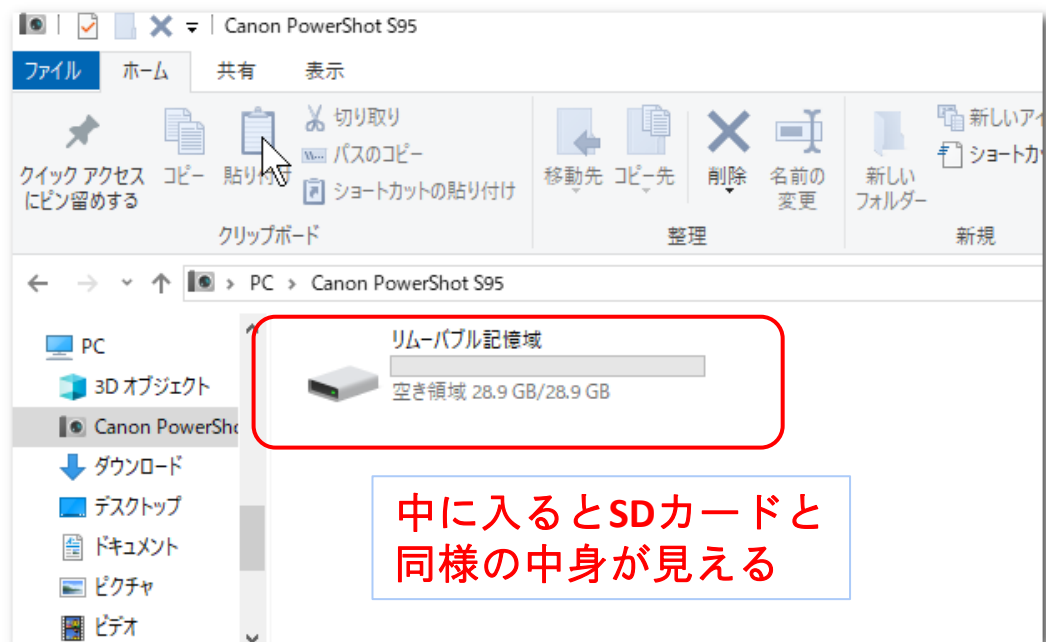 Canon PowerShot S95
ファイル ホーム 共有 表示
クイック アクセス
にピン留めする
コピー
貼り付け
切り取り
パスのコピー
ショートカットの貼り付け
クリップボード
移動先 コピー先 削除 名前の
変更
整理
新しい
フォルダー
新しいアイ
ショートカ
新規
PC › Canon PowerShot S95
PC
3D オブジェクト
Canon PowerSho
ダウンロード
デスクトップ
ドキュメント
ピクチャ
ビデオ
リムーバブル記憶域
空き領域 28.9 GB/28.9 GB
中に入るとSDカードと
同様の中身が見える